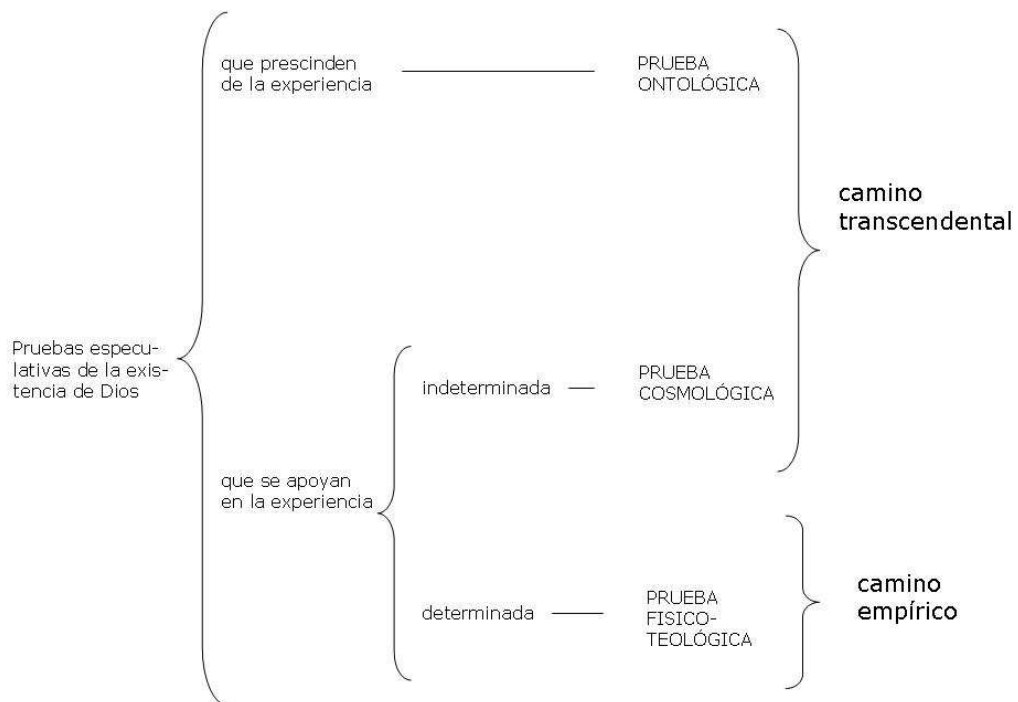 que prescinden
de la experiencia
PRUEBA
ONTOLÓGICA
camino
transcendental
Pruebas especu-
lativas de la exis-
tencia de Dios
indeterminada
PRUEBA
COSMOLÓGICA
que se apoyan
en la experiencia
determinada
PRUEBA
FISICO-
TEOLÓGICA
camino
empírico